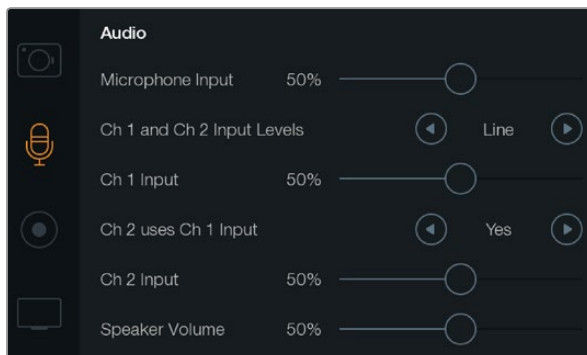 Audio
Microphone Input 50%
Ch 1 and Ch 2 Input Levels Line
Ch 1 Input 50%
Ch 2 uses Ch 1 Input Yes
Ch 2 Input 50%
Speaker Volume 50%